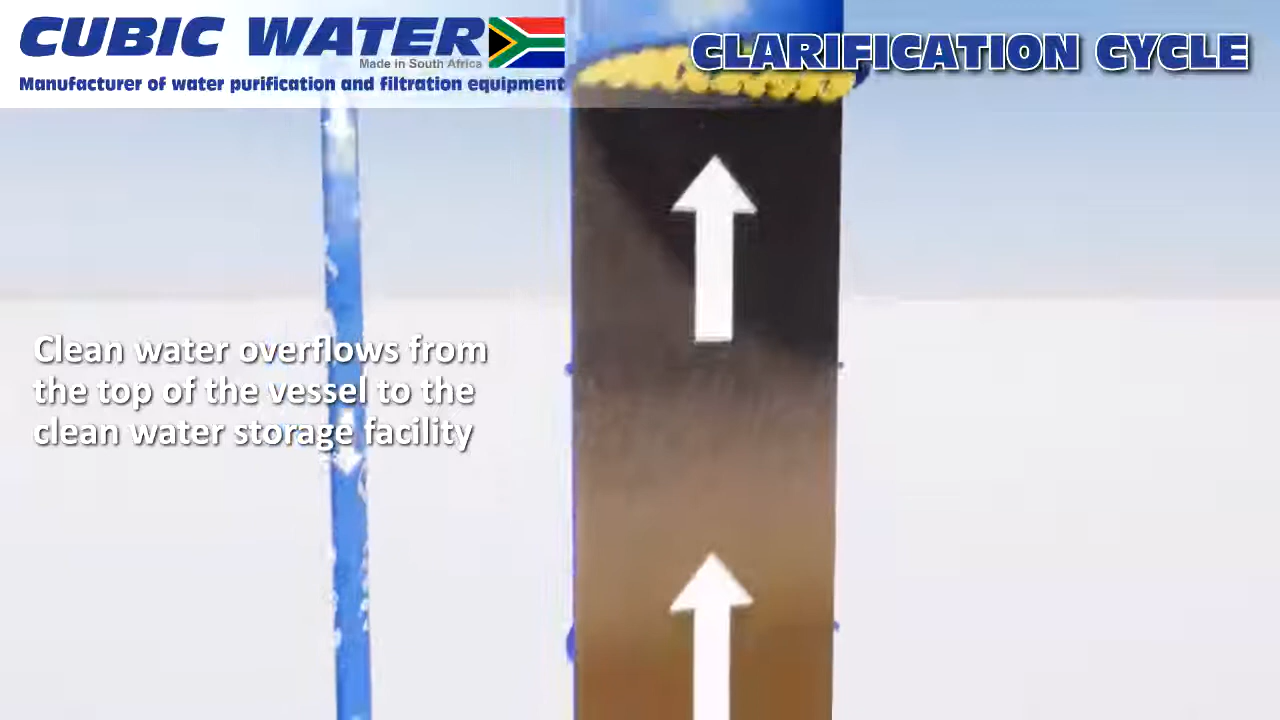 CUBIC WATER
Made in South Africa
Manufacturer of water purification and filtration equipment
CLARIFICATION CYCLE
Clean water overflows from
the top of the vessel to the
clean water storage facility